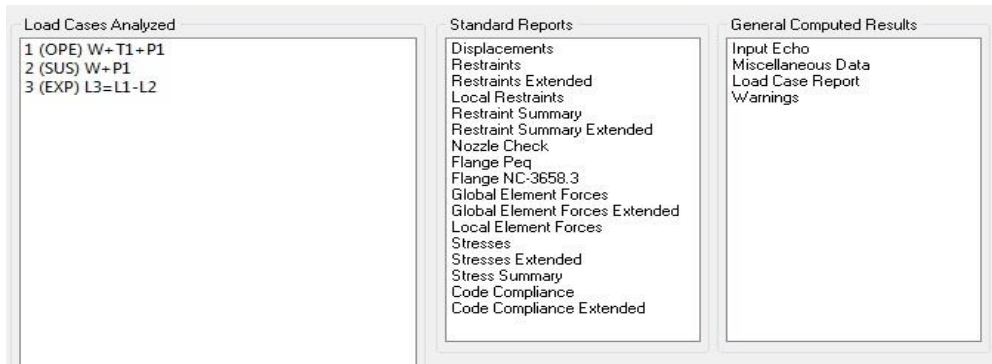 Load Cases Analyzed
1 (OPE) W+T1+P1
2 (SUS) W+P1
3 (EXP) L3=L1-L2
Standard Reports
Displacements
Restraints
Restraints Extended
Local Restraints
Restraint Summary
Restraint Summary Extended
Nozzle Check
Flange Peq
Flange NC-3658.3
Global Element Forces
Global Element Forces Extended
Local Element Forces
Stresses
Stresses Extended
Stress Summary
Code Compliance
Code Compliance Extended
General Computed Results
Input Echo
Miscellaneous Data
Load Case Report
Warnings